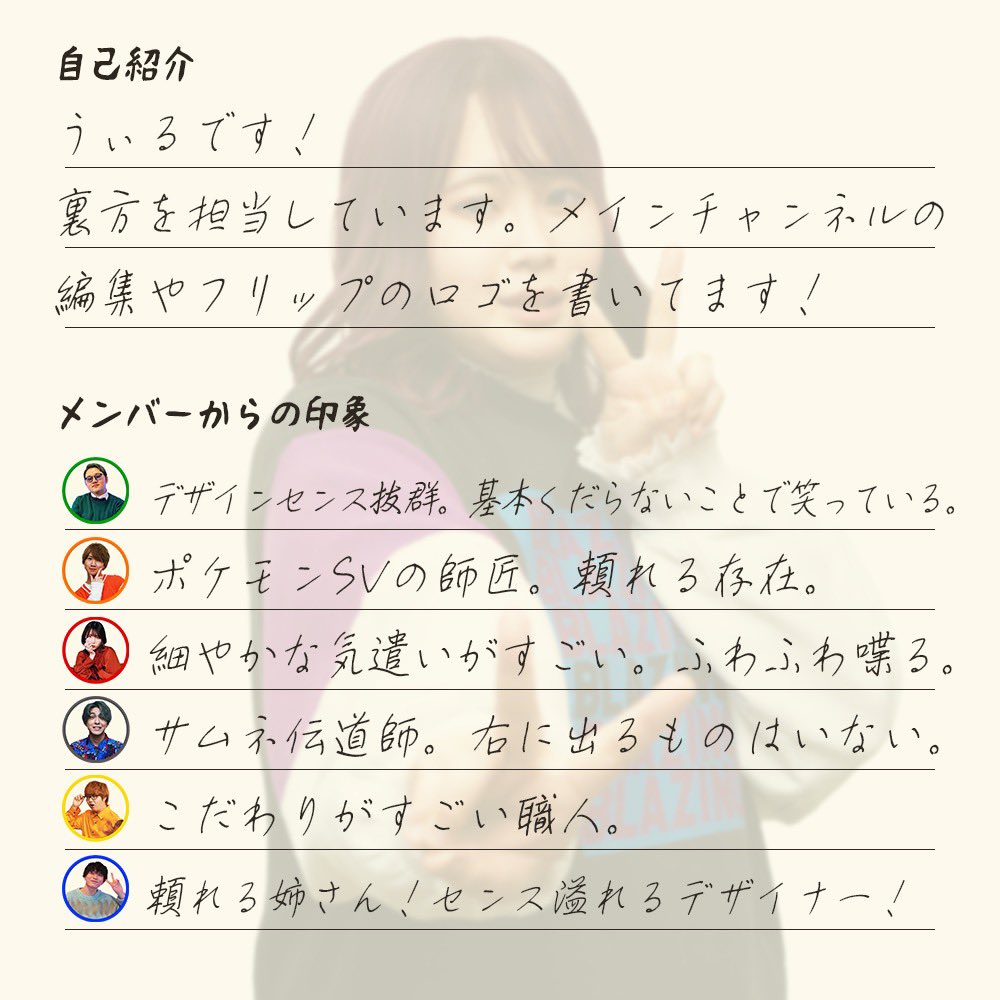 自己紹介
うぃるです！
裏方を担当しています。メインチャンネルの
編集やフリップのロゴを書いてます！
メンバーからの印象
デザインセンス抜群。基本くだらないことで笑っている。
ポケモンSVの師匠。頼れる存在。
細やかな気遣いがすごい。ふわふわ喋る。
サムネ伝道師。右に出るものはいない。
こだわりがすごい職人。
頼れる姉さん！センス溢れるデザイナー！
BLAZIN
BLAZIN